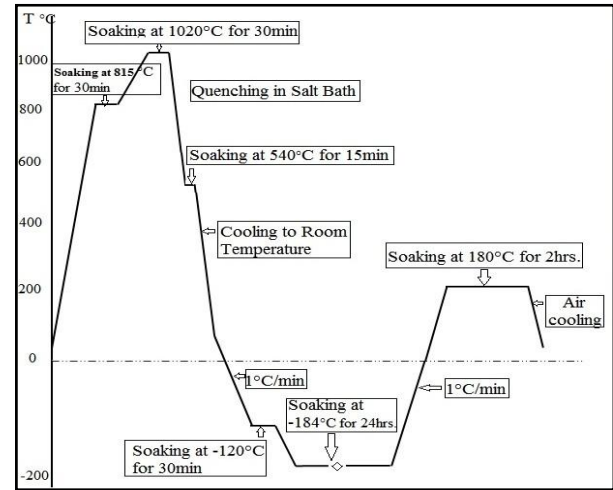 T °C
Soaking at 1020°C for 30min
1000
Soaking at 815 °C
for 30min
Quenching in Salt Bath
800
600
Soaking at 540°C for 15min
400
Cooling to Room
Temperature
Soaking at 180°C for 2hrs.
200
Air
cooling
0
1°C/min
Soaking at
-184°C for 24hrs.
1°C/min
Soaking at -120°C
for 30min
-200